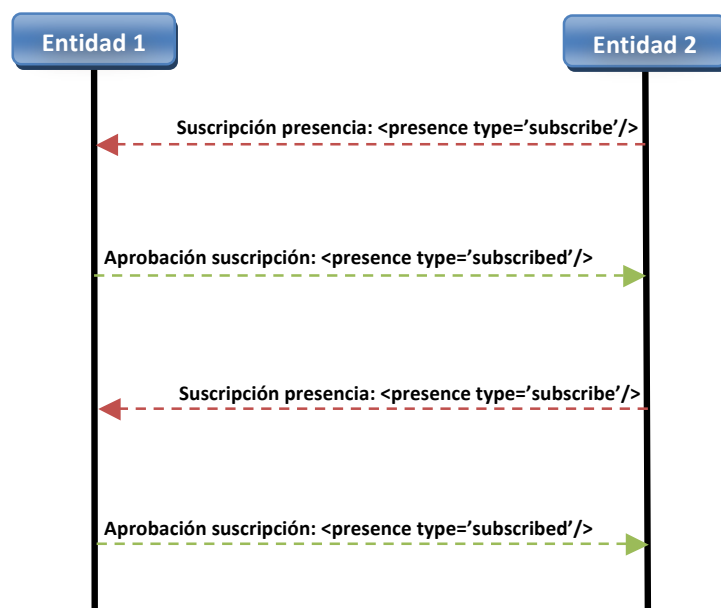 Entidad 1
Entidad 2
Suscripción presencia: <presence type=’subscribe’/>
Aprobación suscripción: <presence type=’subscribed’/>
Suscripción presencia: <presence type=’subscribe’/>
Aprobación suscripción: <presence type=’subscribed’/>